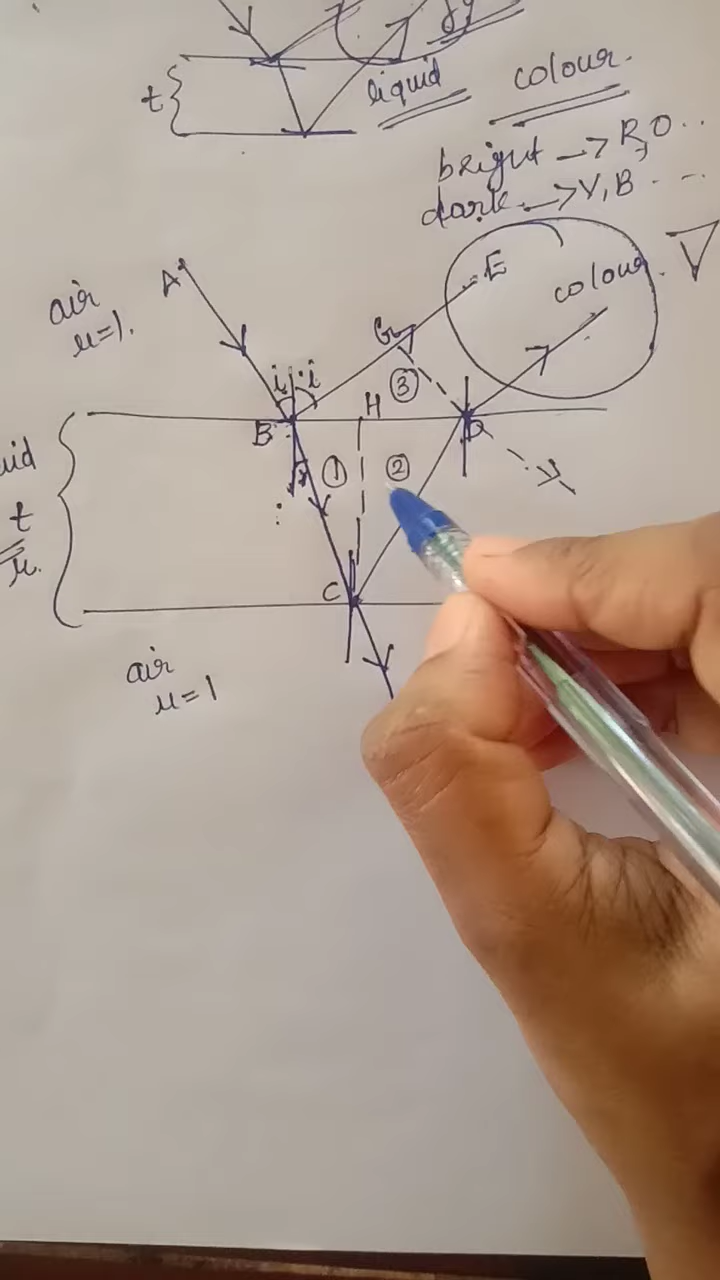 t
liquid
colour.
bright → R, O ..
dark → V, B - --
A
E
air
μ=1.
colour. ∇
G
i i
③
B
H
D
r
①
②
t
μ.
C
air
μ=1